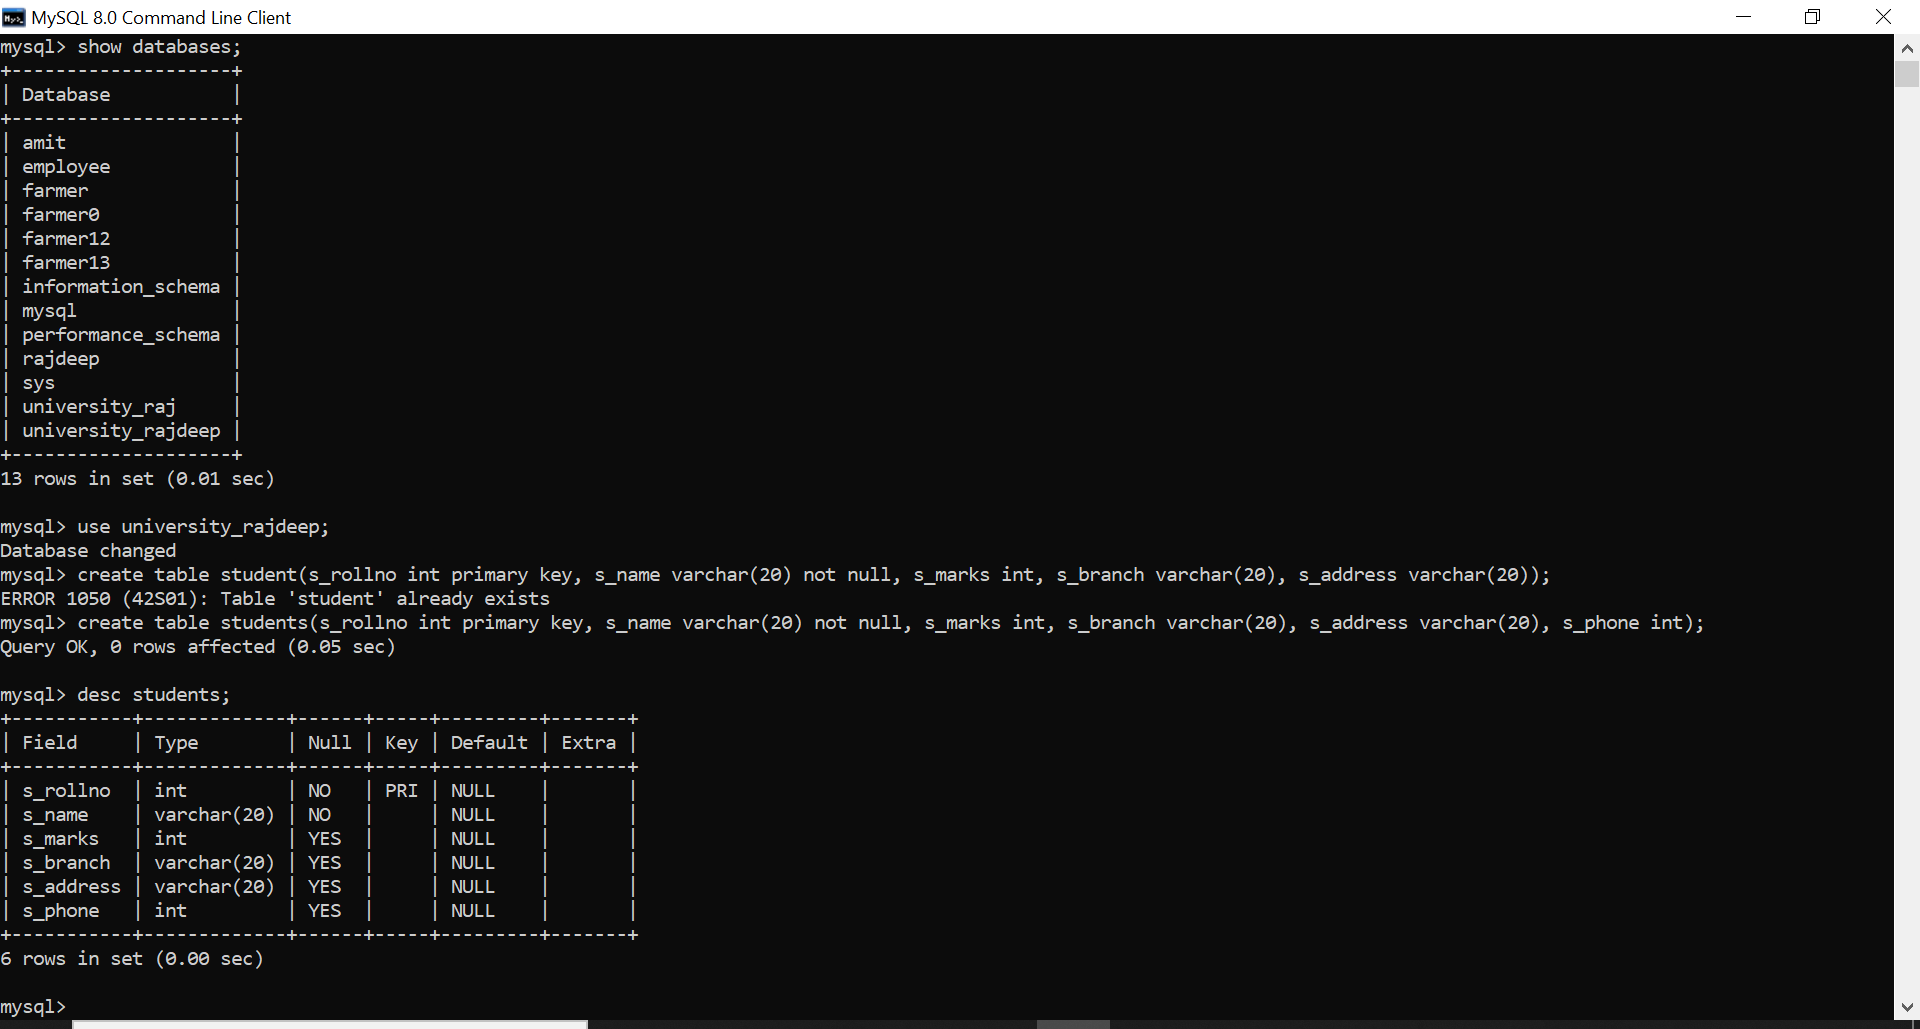 MySQL 8.0 Command Line Client
mysql> show databases;
+--------------------+
| Database           |
+--------------------+
| amit               |
| employee           |
| farmer             |
| farmer0            |
| farmer12           |
| farmer13           |
| information_schema |
| mysql              |
| performance_schema |
| rajdeep            |
| sys                |
| university_raj     |
| university_rajdeep |
+--------------------+
13 rows in set (0.01 sec)

mysql> use university_rajdeep;
Database changed
mysql> create table student(s_rollno int primary key, s_name varchar(20) not null, s_marks int, s_branch varchar(20), s_address varchar(20));
ERROR 1050 (42S01): Table 'student' already exists
mysql> create table students(s_rollno int primary key, s_name varchar(20) not null, s_marks int, s_branch varchar(20), s_address varchar(20), s_phone int);
Query OK, 0 rows affected (0.05 sec)

mysql> desc students;
+-----------+-------------+------+-----+---------+-------+
| Field     | Type        | Null | Key | Default | Extra |
+-----------+-------------+------+-----+---------+-------+
| s_rollno  | int         | NO   | PRI | NULL    |       |
| s_name    | varchar(20) | NO   |     | NULL    |       |
| s_marks   | int         | YES  |     | NULL    |       |
| s_branch  | varchar(20) | YES  |     | NULL    |       |
| s_address | varchar(20) | YES  |     | NULL    |       |
| s_phone   | int         | YES  |     | NULL    |       |
+-----------+-------------+------+-----+---------+-------+
6 rows in set (0.00 sec)

mysql>